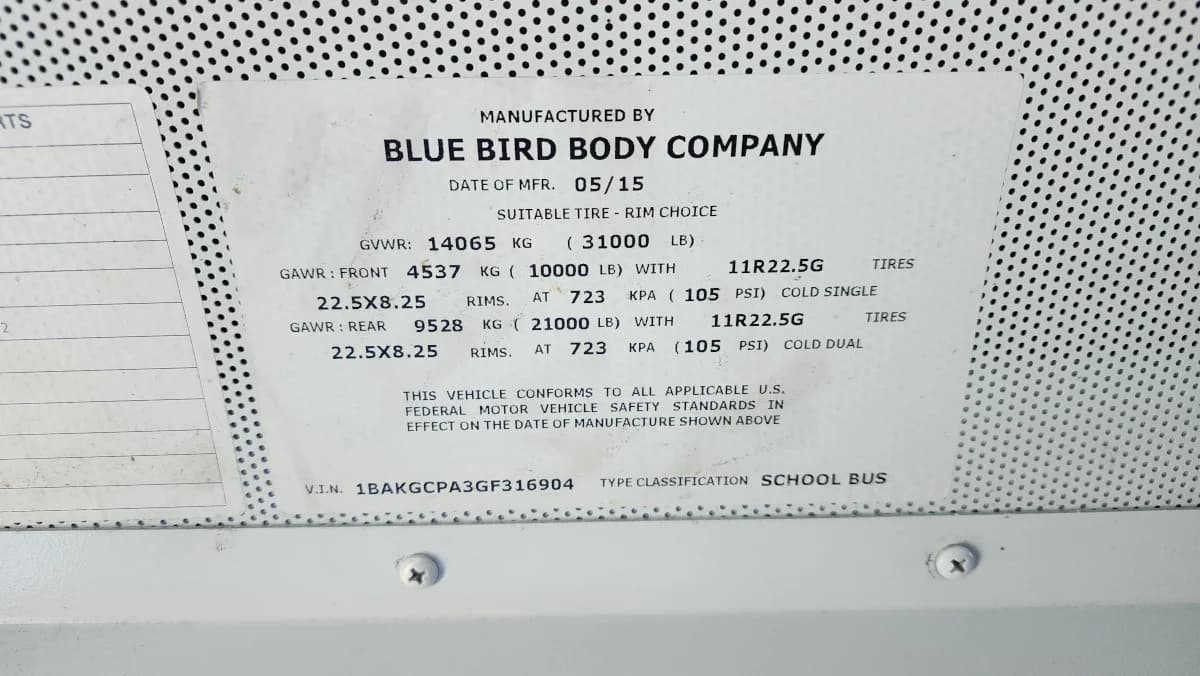 ATS
2
MANUFACTURED BY
BLUE BIRD BODY COMPANY
DATE OF MFR. 05/15
SUITABLE TIRE - RIM CHOICE
GVWR: 14065 KG ( 31000 LB)
GAWR : FRONT 4537 KG ( 10000 LB) WITH 11R22.5G TIRES
22.5X8.25 RIMS. AT 723 KPA ( 105 PSI) COLD SINGLE
GAWR : REAR 9528 KG ( 21000 LB) WITH 11R22.5G TIRES
22.5X8.25 RIMS. AT 723 KPA ( 105 PSI) COLD DUAL
THIS VEHICLE CONFORMS TO ALL APPLICABLE U.S.
FEDERAL MOTOR VEHICLE SAFETY STANDARDS IN
EFFECT ON THE DATE OF MANUFACTURE SHOWN ABOVE
V.I.N. 1BAKGCPA3GF316904 TYPE CLASSIFICATION SCHOOL BUS